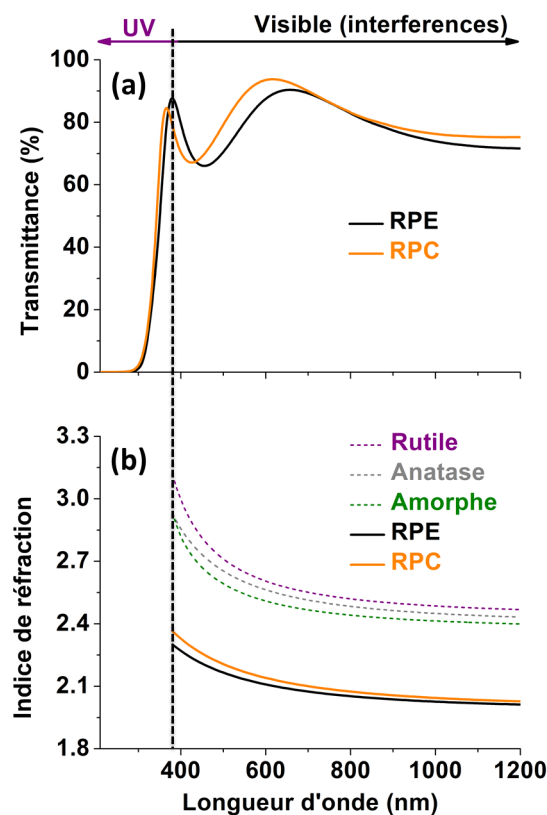 UV
Visible (interferences)
(a)
Transmittance (%)
100
80
60
40
20
0
RPE
RPC
(b)
Indice de réfraction
3.3
3.0
2.7
2.4
2.1
1.8
Rutile
Anatase
Amorphe
RPE
RPC
400
600
800
1000
1200
Longueur d'onde (nm)